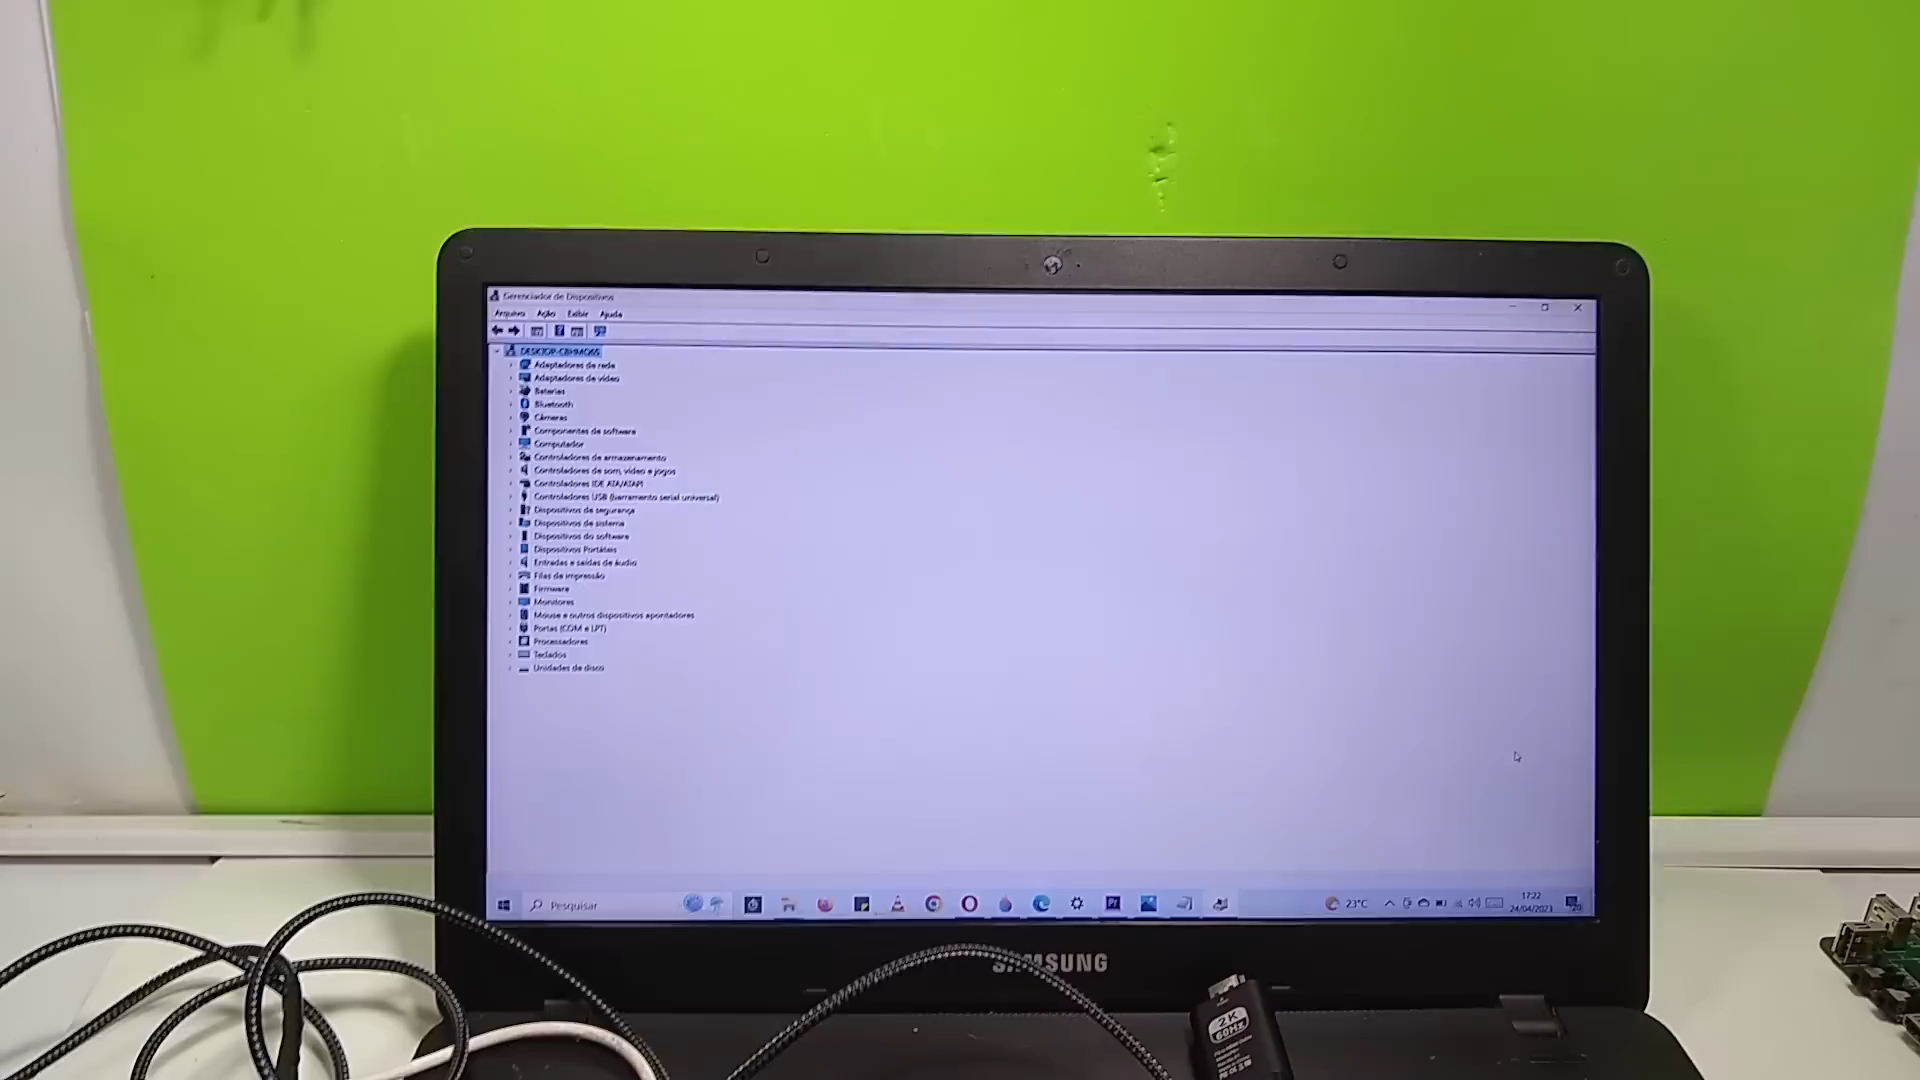 Gerenciador de Dispositivos
Arquivo Ação Exibir Ajuda
Adaptadores de rede
Adaptadores de vídeo
Baterias
Bluetooth
Câmeras
Componentes de software
Computador
Controladores de armazenamento
Controladores de som, vídeo e jogos
Controladores IDE ATA/ATAPI
Controladores USB (barramento serial universal)
Dispositivos de segurança
Dispositivos de sistema
Dispositivos do software
Dispositivos Portáteis
Entradas e saídas de áudio
Filas de impressão
Firmware
Monitores
Mouse e outros dispositivos apontadores
Portas (COM e LPT)
Processadores
Teclados
Unidades de disco
Pesquisar
Pr
23°C
17:22
24/04/2023
SAMSUNG
2K
60Hz